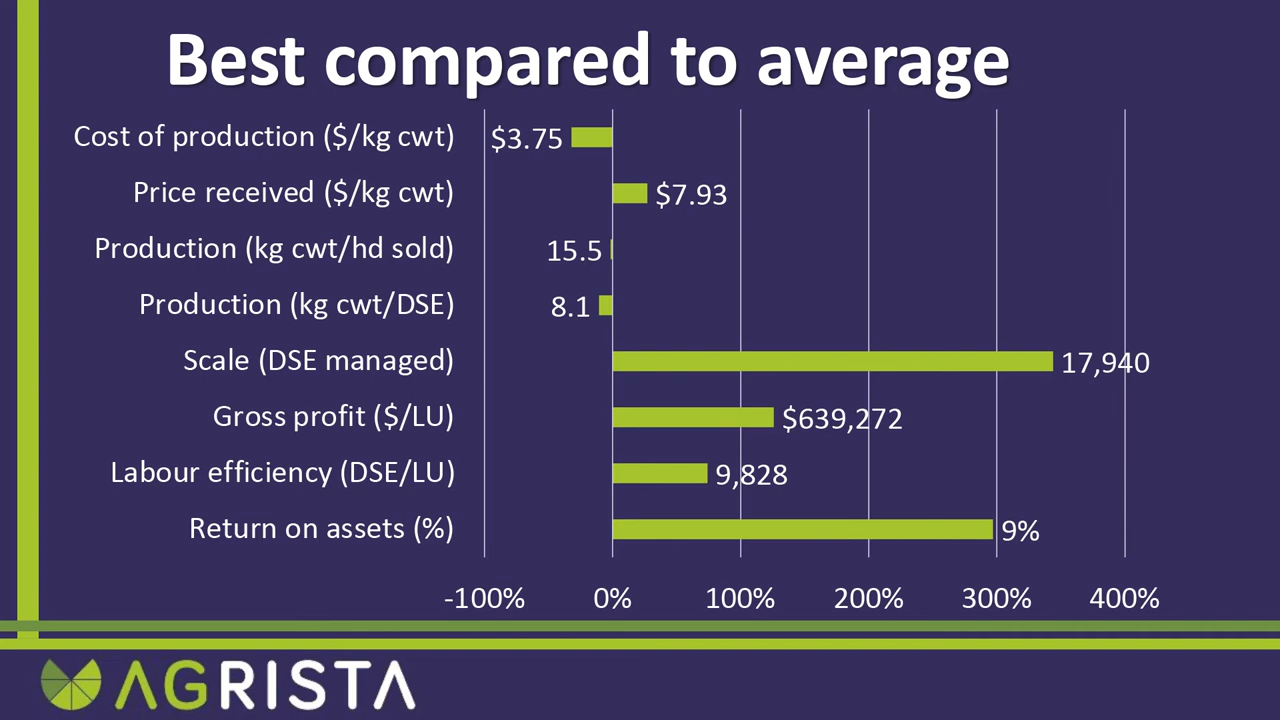 Best compared to average
Cost of production ($/kg cwt) $3.75
Price received ($/kg cwt) $7.93
Production (kg cwt/hd sold) 15.5
Production (kg cwt/DSE) 8.1
Scale (DSE managed) 17,940
Gross profit ($/LU) $639,272
Labour efficiency (DSE/LU) 9,828
Return on assets (%) 9%
-100% 0% 100% 200% 300% 400%
AGRISTA